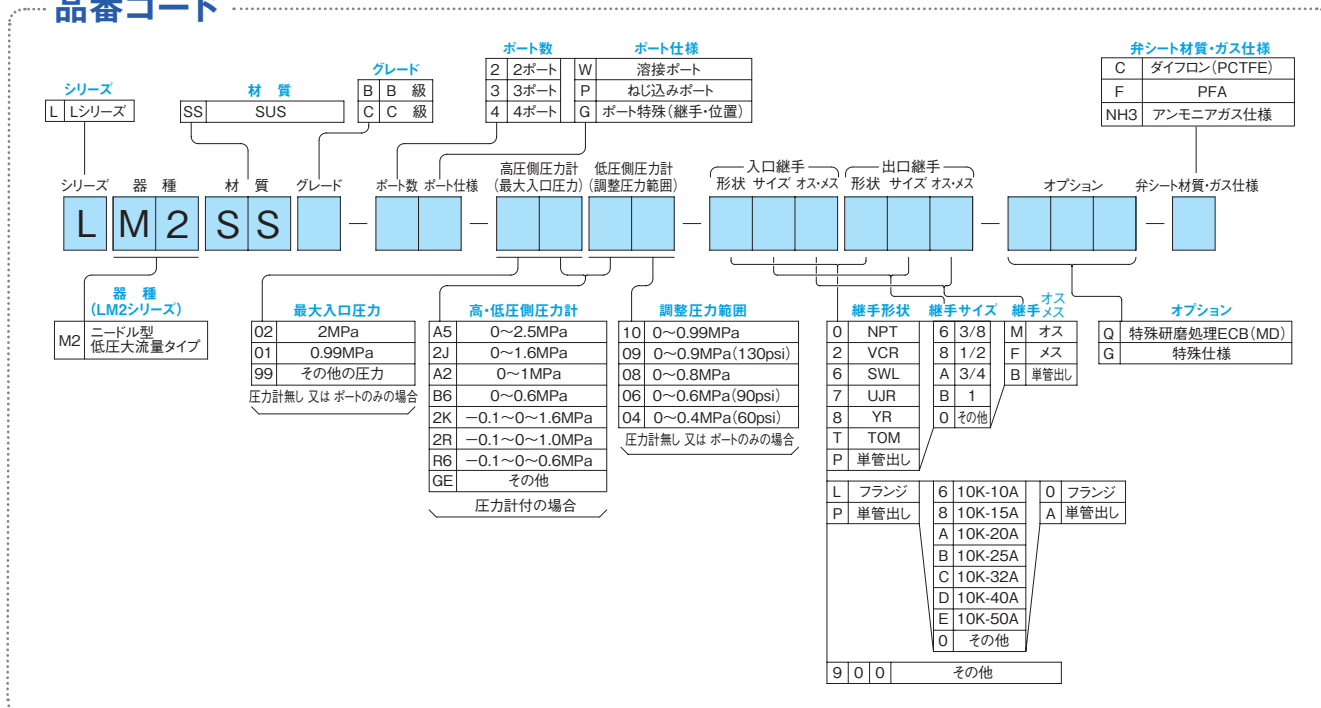 品番コード
シリーズ
L Lシリーズ
材 質
SS SUS
グレード
B B 級
C C 級
ポート数
2 2ポート
3 3ポート
4 4ポート
ポート仕様
W 溶接ポート
P ねじ込みポート
G ポート特殊(継手・位置)
弁シート材質・ガス仕様
C ダイフロン(PCTFE)
F PFA
NH3 アンモニアガス仕様
高圧側圧力計 低圧側圧力計 入口継手 出口継手
シリーズ 器 種 材 質 グレード ポート数 ポート仕様 (最大入口圧力) (調整圧力範囲) 形状 サイズ オス・メス 形状 サイズ オス・メス オプション 弁シート材質・ガス仕様
L M 2 S S − − − − −
器 種
(LM2シリーズ)
M2 ニードル型
低圧大流量タイプ
最大入口圧力
02 2MPa
01 0.99MPa
99 その他の圧力
圧力計無し 又は ポートのみの場合
高・低圧側圧力計
A5 0〜2.5MPa
2J 0〜1.6MPa
A2 0〜1MPa
B6 0〜0.6MPa
2K −0.1〜0〜1.6MPa
2R −0.1〜0〜1.0MPa
R6 −0.1〜0〜0.6MPa
GE その他
圧力計付の場合
調整圧力範囲
10 0〜0.99MPa
09 0〜0.9MPa(130psi)
08 0〜0.8MPa
06 0〜0.6MPa(90psi)
04 0〜0.4MPa(60psi)
圧力計無し 又は ポートのみの場合
継手形状
0 NPT
2 VCR
6 SWL
7 UJR
8 YR
T TOM
P 単管出し
継手サイズ
6 3/8
8 1/2
A 3/4
B 1
0 その他
継手オスメス
M オス
F メス
B 単管出し
L フランジ
P 単管出し
6 10K-10A
8 10K-15A
A 10K-20A
B 10K-25A
C 10K-32A
D 10K-40A
E 10K-50A
0 その他
0 フランジ
A 単管出し
9 0 0 その他
オプション
Q 特殊研磨処理ECB(MD)
G 特殊仕様